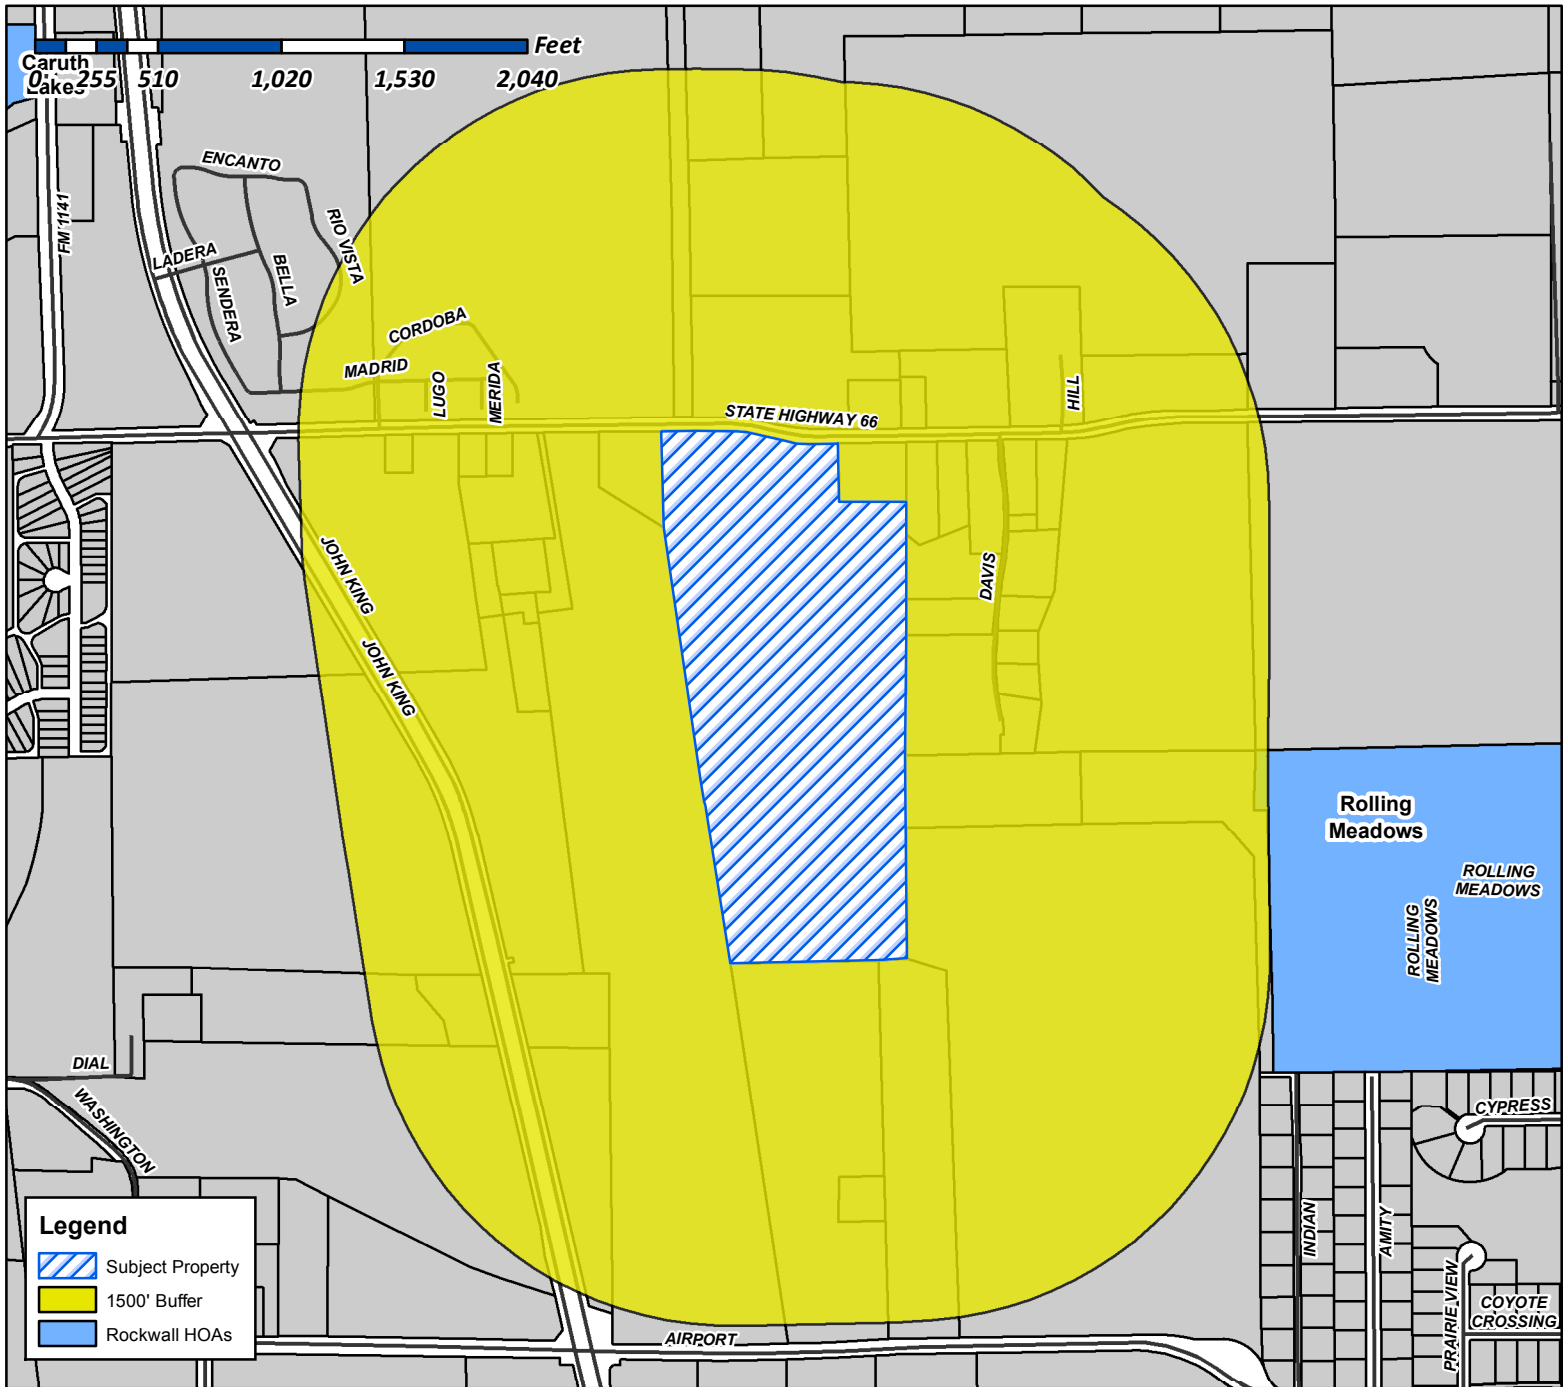 Feet
Caruth
Lakes
0 255 510 1,020 1,530 2,040
ENCANTO
FM 1141
RIO VISTA
LADERA
BELLA
SENDERA
CORDOBA
MADRID
LUGO
MERIDA
HILL
STATE HIGHWAY 66
JOHN KING
DAVIS
JOHN KING
Rolling
Meadows
ROLLING
MEADOWS
ROLLING
MEADOWS
DIAL
WASHINGTON
CYPRESS
INDIAN
AMITY
PRAIRIE VIEW
COYOTE
CROSSING
AIRPORT
Legend
Subject Property
1500' Buffer
Rockwall HOAs